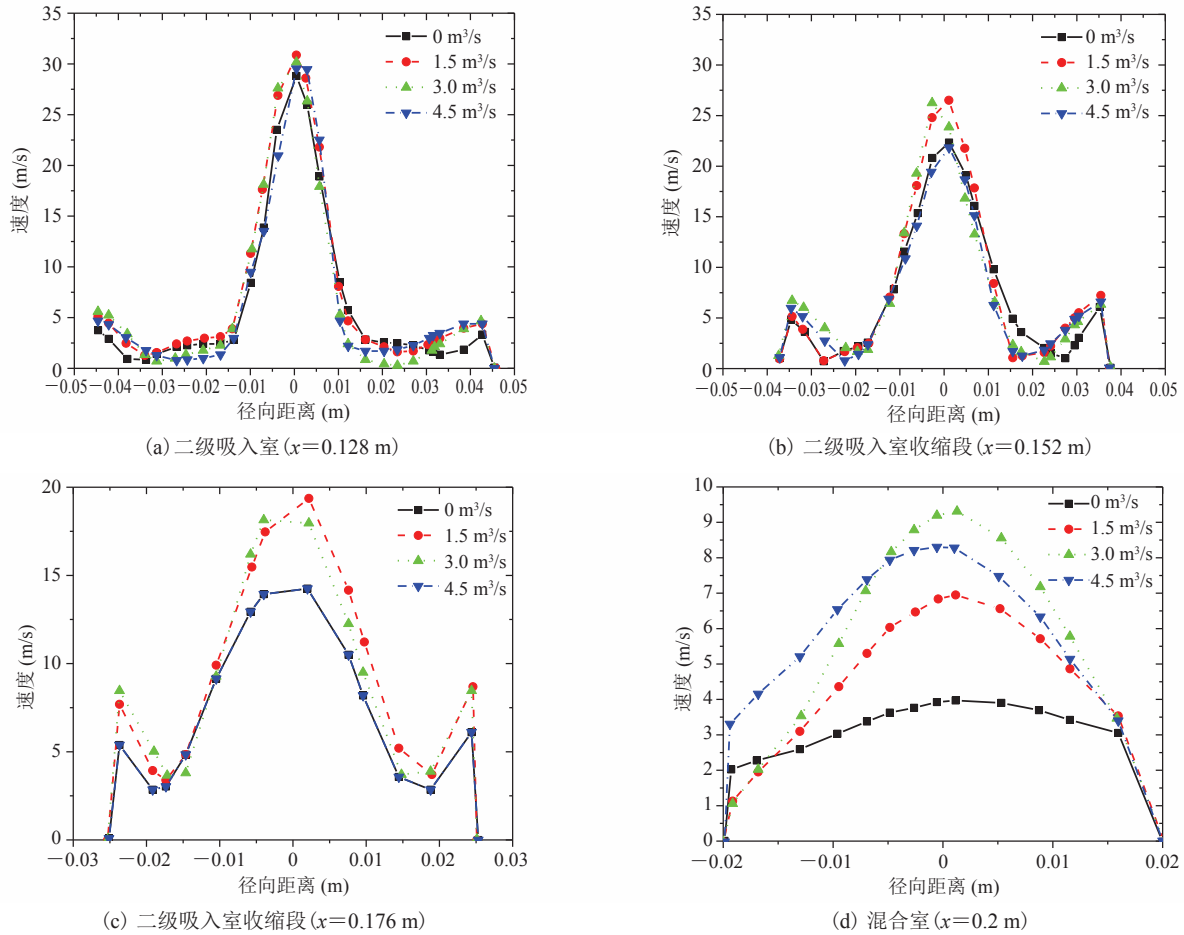 35
30
25
20
15
10
5
0
速度 (m/s)
0 m³/s
1.5 m³/s
3.0 m³/s
4.5 m³/s
−0.05 −0.04 −0.03 −0.02 −0.01 0 0.01 0.02 0.03 0.04 0.05
径向距离 (m)
(a) 二级吸入室(x=0.128 m)
35
30
25
20
15
10
5
0
速度 (m/s)
0 m³/s
1.5 m³/s
3.0 m³/s
4.5 m³/s
−0.05 −0.04 −0.03 −0.02 0.01 0 0.01 0.02 0.03 0.04 0.05
径向距离 (m)
(b) 二级吸入室收缩段(x=0.152 m)
20
15
10
5
0
速度 (m/s)
0 m³/s
1.5 m³/s
3.0 m³/s
4.5 m³/s
−0.03 −0.02 −0.01 0 0.01 0.02 0.03
径向距离 (m)
(c) 二级吸入室收缩段(x=0.176 m)
10
9
8
7
6
5
4
3
2
1
0
速度 (m/s)
0 m³/s
1.5 m³/s
3.0 m³/s
4.5 m³/s
−0.02 −0.01 0 0.01 0.02
径向距离 (m)
(d) 混合室(x=0.2 m)